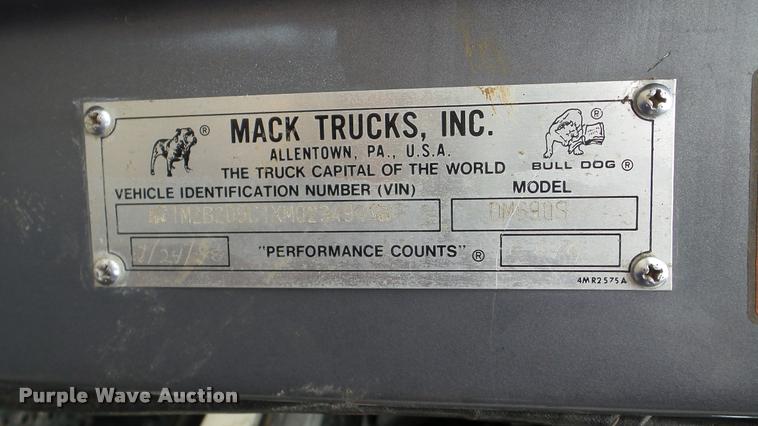 ® MACK TRUCKS, INC. ®
ALLENTOWN, PA., U.S.A.
THE TRUCK CAPITAL OF THE WORLD BULL DOG ®
VEHICLE IDENTIFICATION NUMBER (VIN) MODEL
DM690S
"PERFORMANCE COUNTS" ®
4MR2575A
Purple Wave Auction